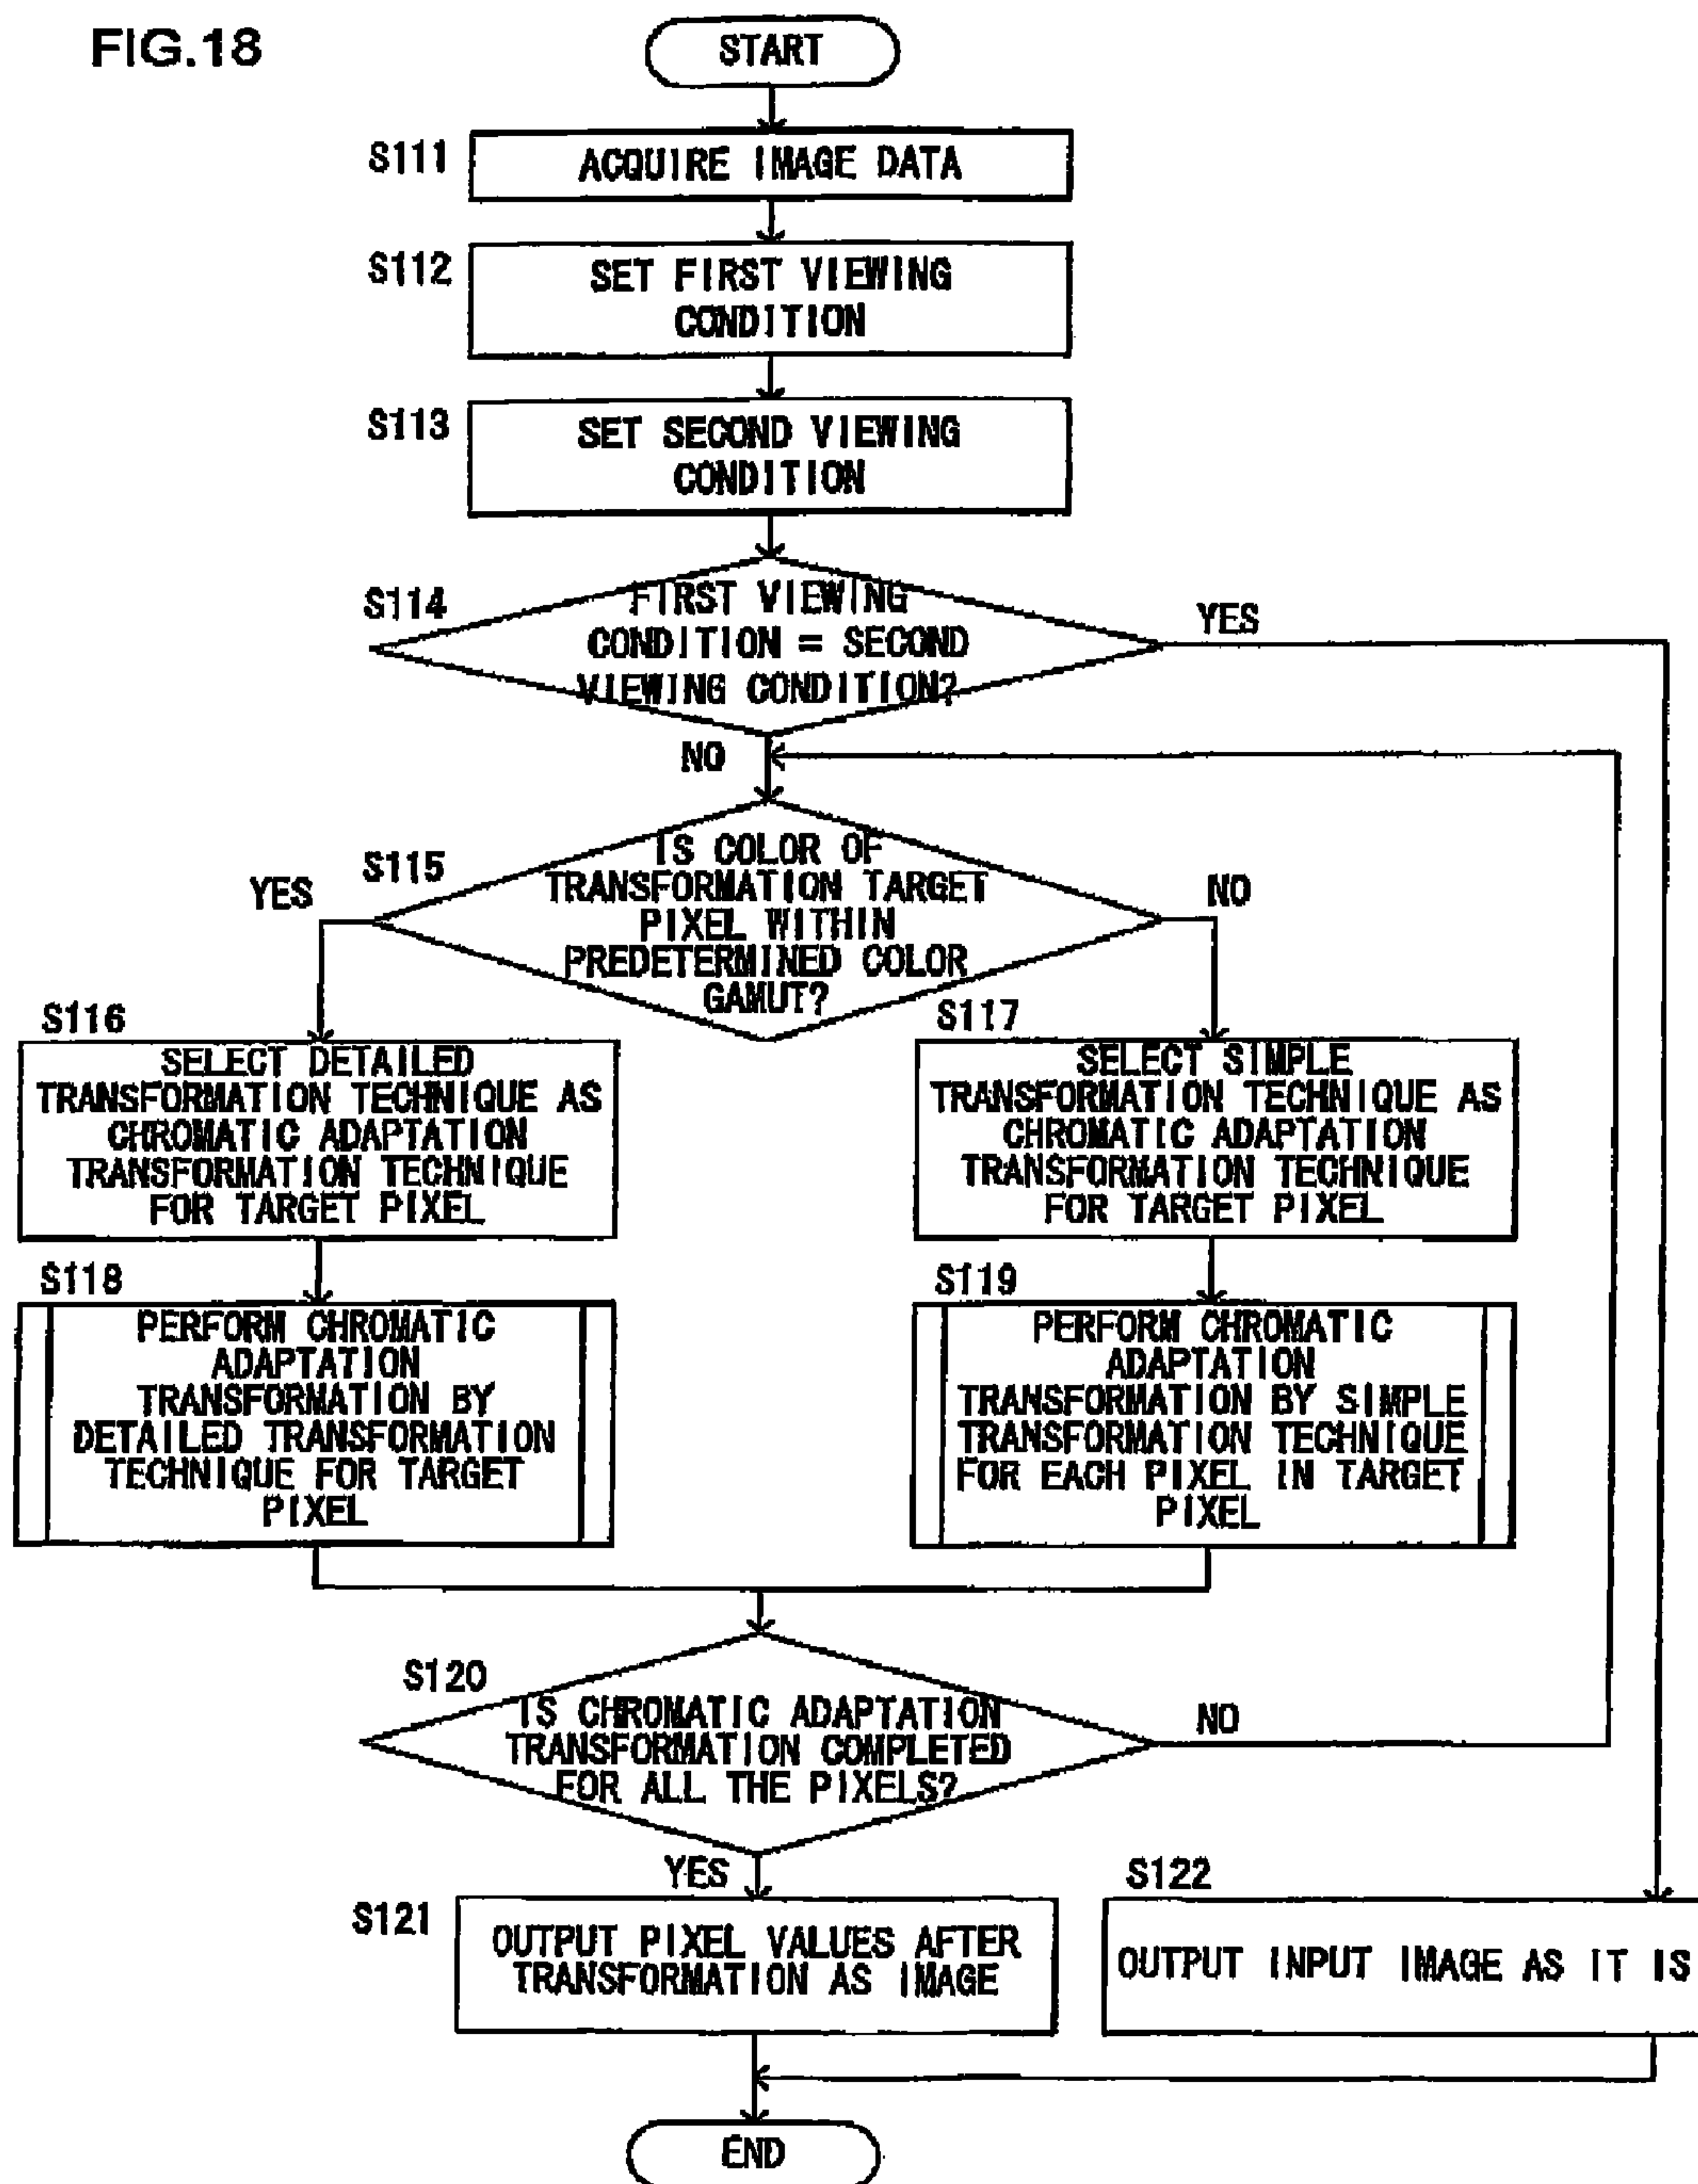 FIG.18
START
S111
ACQUIRE IMAGE DATA
S112
SET FIRST VIEWING
CONDITION
S113
SET SECOND VIEWING
CONDITION
S114
FIRST VIEWING
CONDITION = SECOND
VIEWING CONDITION?
YES
NO
S115
IS COLOR OF
TRANSFORMATION TARGET
PIXEL WITHIN
PREDETERMINED COLOR
GAMUT?
YES
NO
S116
SELECT DETAILED
TRANSFORMATION TECHNIQUE AS
CHROMATIC ADAPTATION
TRANSFORMATION TECHNIQUE
FOR TARGET PIXEL
S117
SELECT SIMPLE
TRANSFORMATION TECHNIQUE AS
CHROMATIC ADAPTATION
TRANSFORMATION TECHNIQUE
FOR TARGET PIXEL
S118
PERFORM CHROMATIC
ADAPTATION
TRANSFORMATION BY
DETAILED TRANSFORMATION
TECHNIQUE FOR TARGET
PIXEL
S119
PERFORM CHROMATIC
ADAPTATION
TRANSFORMATION BY SIMPLE
TRANSFORMATION TECHNIQUE
FOR EACH PIXEL IN TARGET
PIXEL
S120
IS CHROMATIC ADAPTATION
TRANSFORMATION COMPLETED
FOR ALL THE PIXELS?
NO
YES
S121
OUTPUT PIXEL VALUES AFTER
TRANSFORMATION AS IMAGE
S122
OUTPUT INPUT IMAGE AS IT IS
END